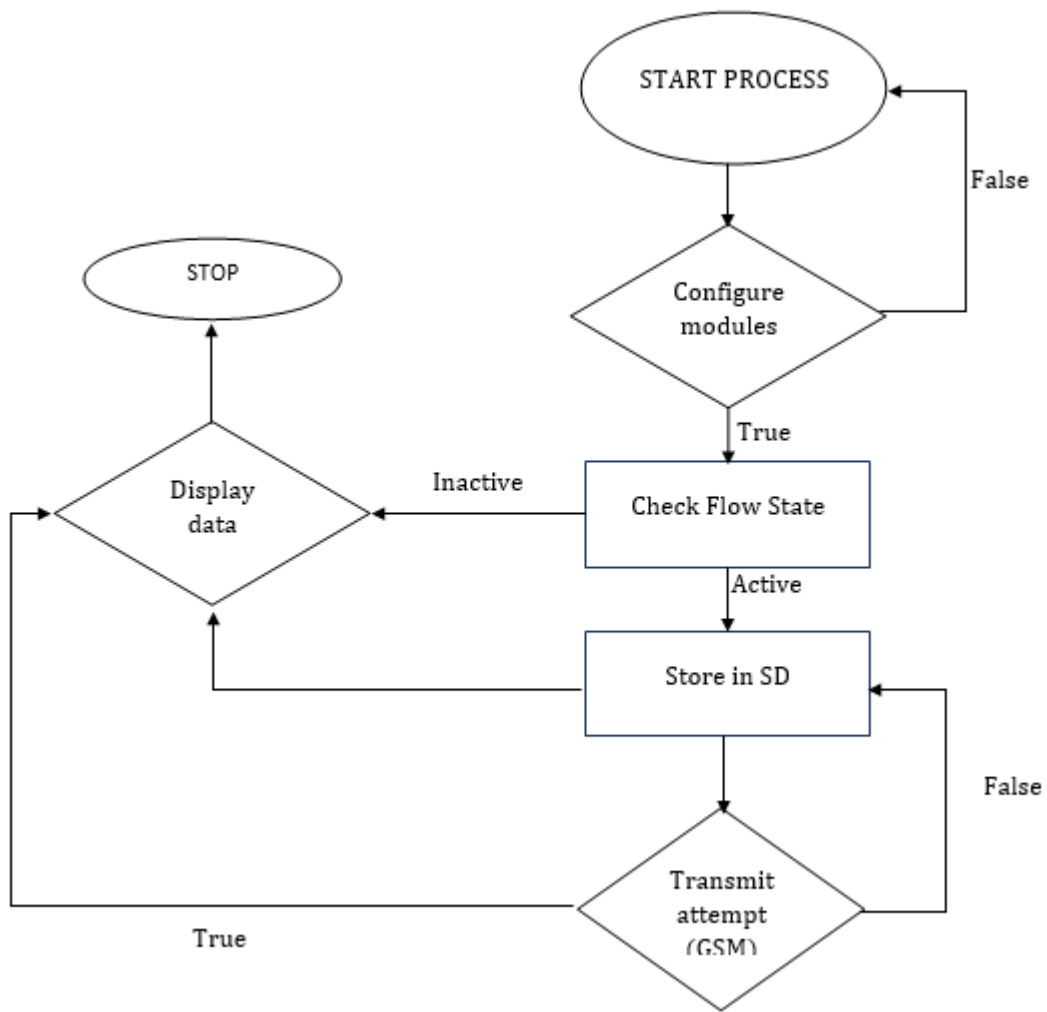 START PROCESS
False
Configure
modules
STOP
True
Display
data
Inactive
Check Flow State
Active
Store in SD
False
Transmit
attempt
(GSM)
True